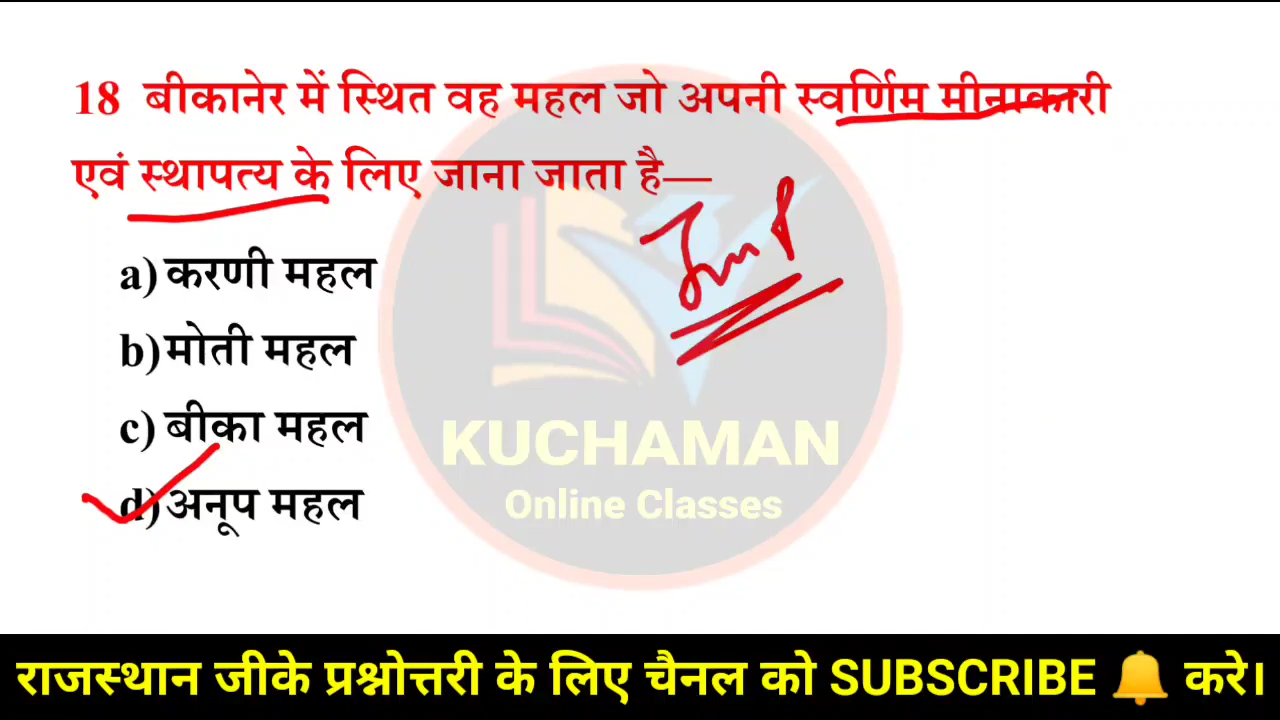 18 बीकानेर में स्थित वह महल जो अपनी स्वर्णिम मीनाकारी
एवं स्थापत्य के लिए जाना जाता है—
Imp
a) करणी महल
b) मोती महल
c) बीका महल
d) अनूप महल
KUCHAMAN
Online Classes
राजस्थान जीके प्रश्नोत्तरी के लिए चैनल को SUBSCRIBE 🔔 करे।